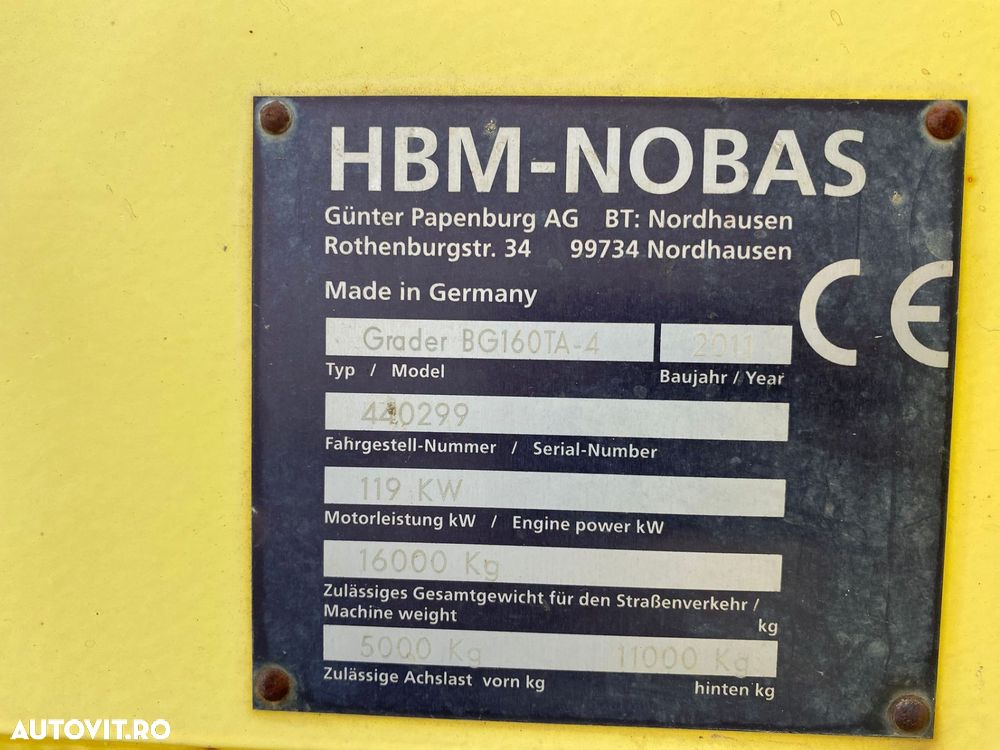 HBM-NOBAS
Günter Papenburg AG BT: Nordhausen
Rothenburgstr. 34 99734 Nordhausen
Made in Germany
CE
Grader BG160TA-4 2011
Typ / Model Baujahr / Year
440299
Fahrgestell-Nummer / Serial-Number
119 KW
Motorleistung kW / Engine power kW
16000 Kg
Zulässiges Gesamtgewicht für den Straßenverkehr /
Machine weight kg
5000 Kg 11000 Kg
Zulässige Achslast vorn kg hinten kg
AUTOVIT.RO